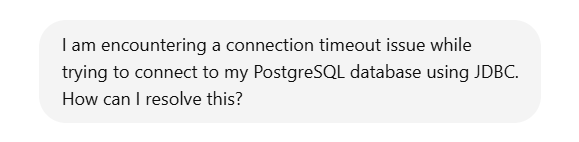 I am encountering a connection timeout issue while
trying to connect to my PostgreSQL database using JDBC.
How can I resolve this?